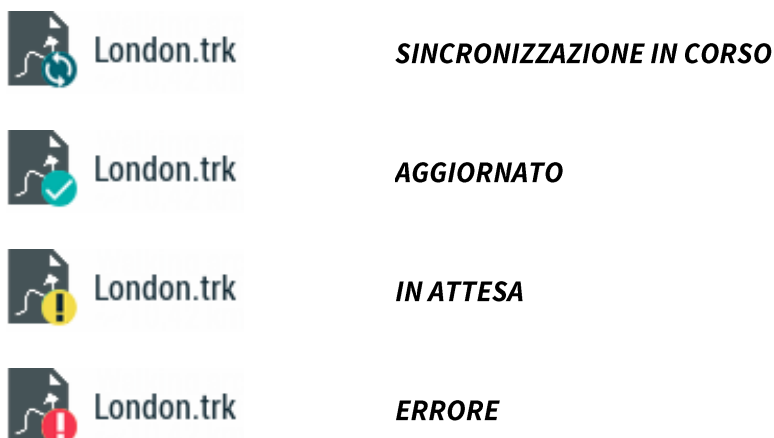 London.trk SINCRONIZZAZIONE IN CORSO
London.trk AGGIORNATO
London.trk IN ATTESA
London.trk ERRORE